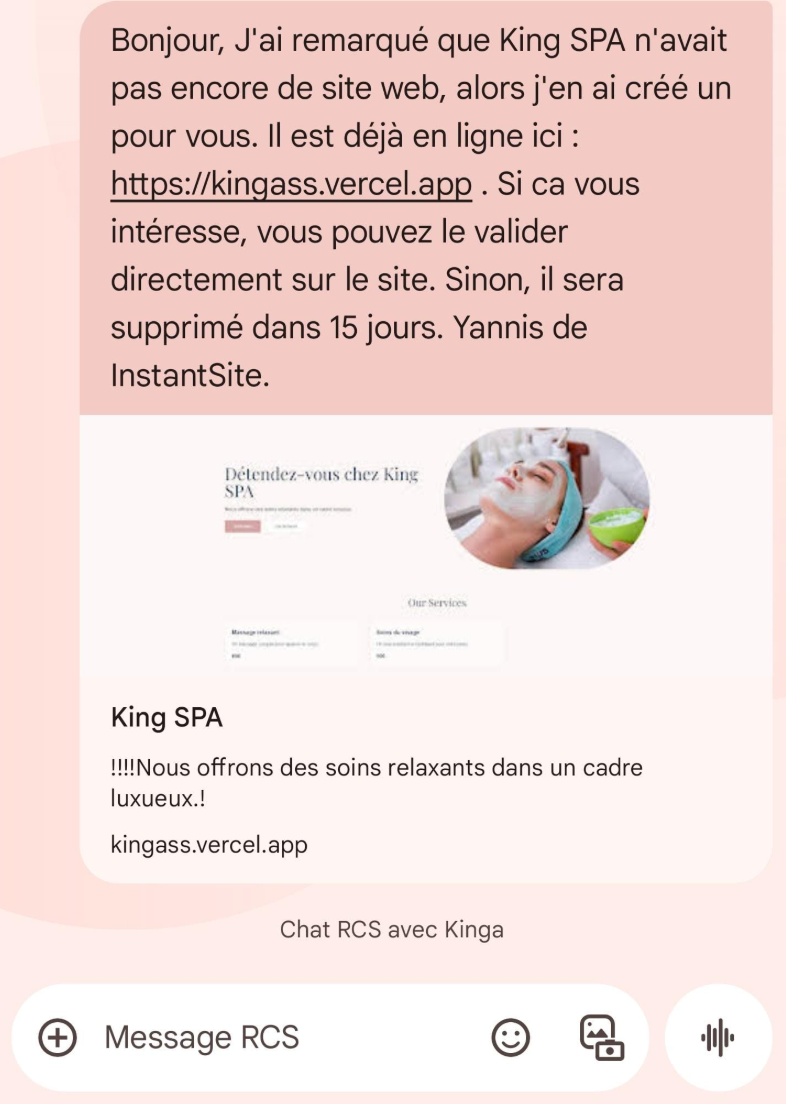 Bonjour, J'ai remarqué que King SPA n'avait
pas encore de site web, alors j'en ai créé un
pour vous. Il est déjà en ligne ici :
https://kingass.vercel.app . Si ca vous
intéresse, vous pouvez le valider
directement sur le site. Sinon, il sera
supprimé dans 15 jours. Yannis de
InstantSite.
Détendez-vous chez King
SPA
Our Services
Massage relaxant
Soins du visage
King SPA
!!!!Nous offrons des soins relaxants dans un cadre
luxueux.!
kingass.vercel.app
Chat RCS avec Kinga
Message RCS